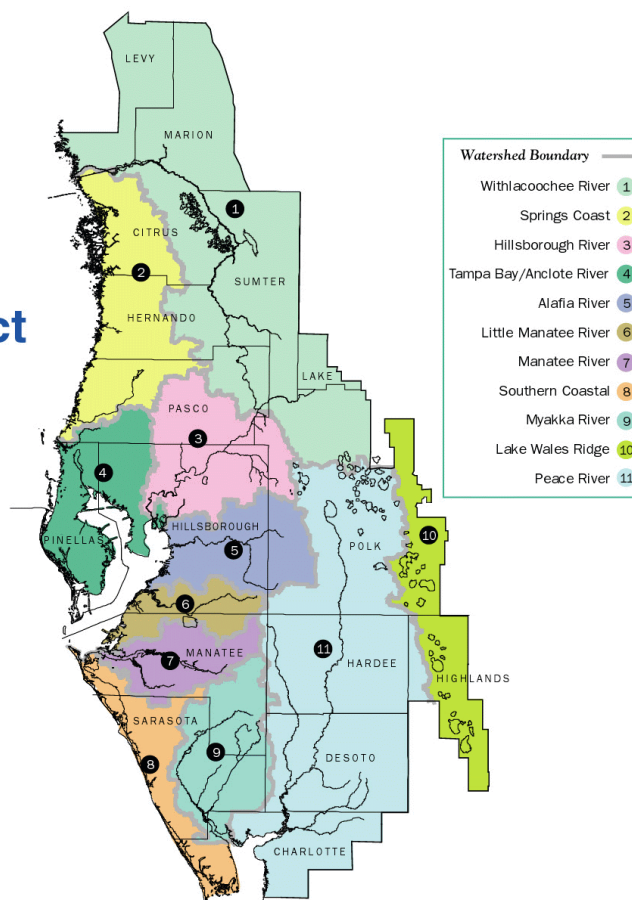 LEVY
MARION
1
CITRUS
2
SUMTER
HERNANDO
ct
LAKE
PASCO
3
4
HILLSBOROUGH
PINELLAS
5
POLK
10
6
MANATEE
7
11
HARDEE
HIGHLANDS
SARASOTA
8
9
DESOTO
CHARLOTTE
Watershed Boundary
Withlacoochee River 1
Springs Coast 2
Hillsborough River 3
Tampa Bay/Anclote River 4
Alafia River 5
Little Manatee River 6
Manatee River 7
Southern Coastal 8
Myakka River 9
Lake Wales Ridge 10
Peace River 11